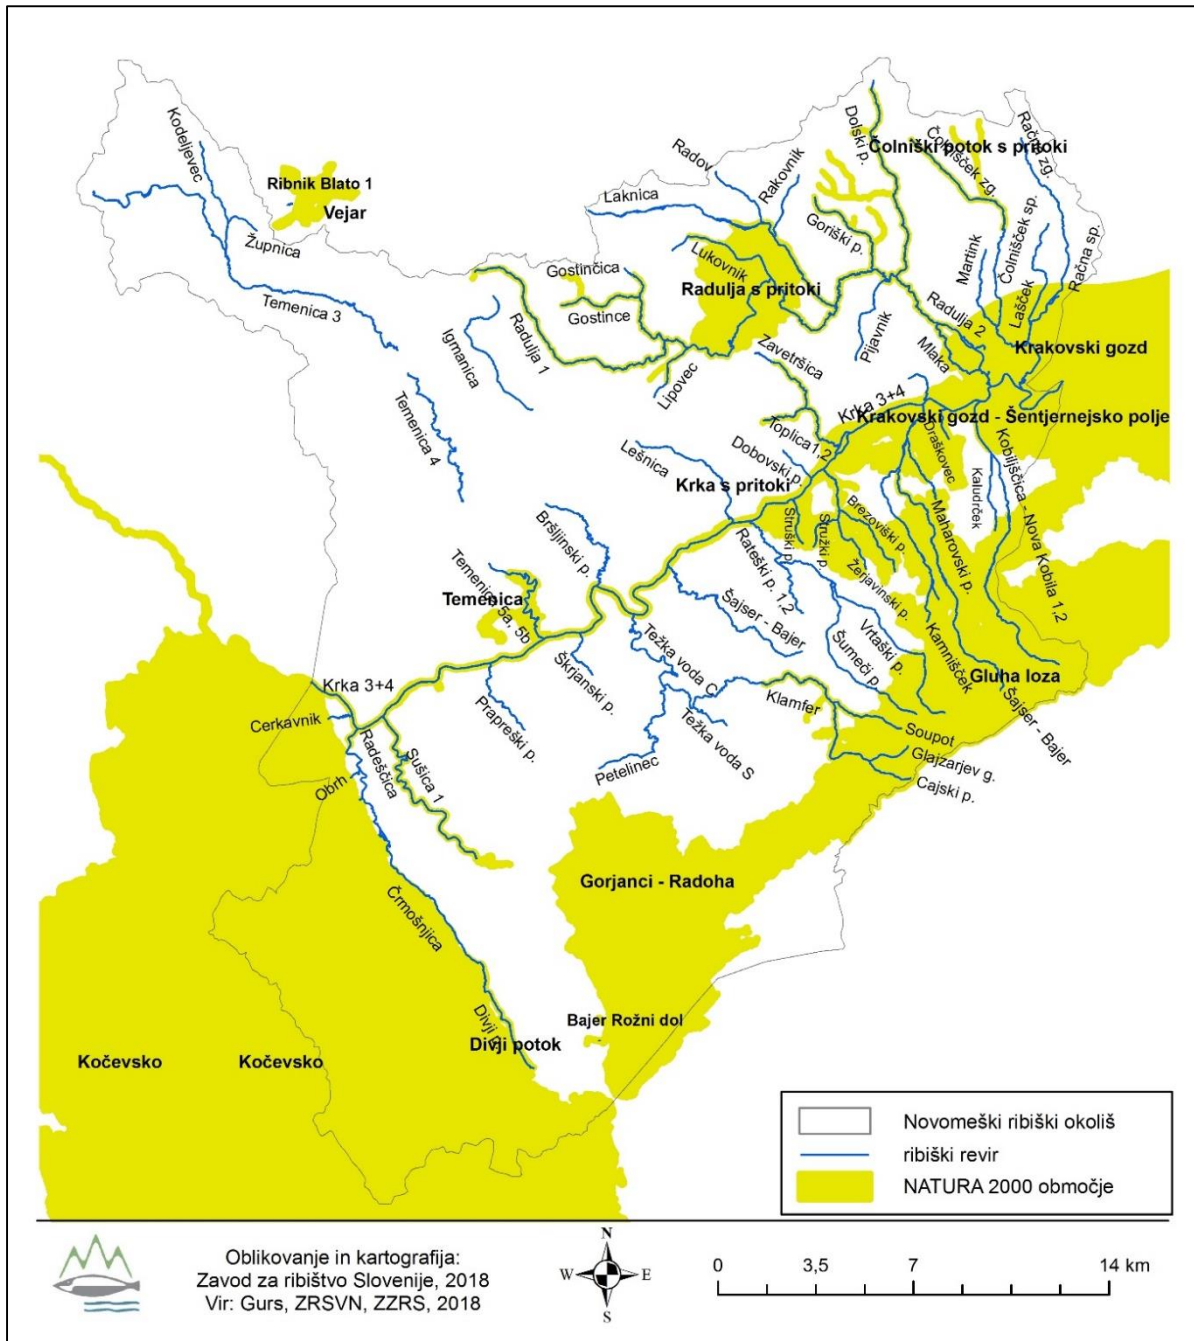 Kodeljevec
Ribnik Blato 1
Vejar
Župnica
Temenica 3
Temenica 4
Igmanica
Radulja 1
Gostinčica
Gostince
Lipovec
Laknica
Radov
Rakovnik
Lukovnik
Radulja s pritoki
Goriški p.
Dolski p.
Čolniški potok s pritoki
Čolnišček zg.
Račna zg.
Martink
Čolnišček sp.
Lašček
Račna sp.
Radulja 2
Pijavnik
Mlaka
Krakovski gozd
Zavetršica
Krka 3+4
Krakovski gozd - Šentjernejsko polje
Toplica 1,2
Dobovski p.
Lešnica
Krka s pritoki
Draškovec
Kaludrček
Kobiljščica - Nova Kobila 1,2
Bršljinski p.
Struški p.
Stružki p.
Brezoviški p.
Maharovski p.
Žerjavinski p.
Rateški p. 1,2
Temenica 5a, 5b
Temenica
Šajser - Bajer
Vrtaški p.
Šumeči p.
Kamnišček
Gluha loza
Šajser - Bajer
Težka voda C
Škrjanski p.
Krka 3+4
Cerkavnik
Radeščica
Sušica 1
Prapreški p.
Klamfer
Težka voda S
Soupot
Glajzarjev g.
Cajski p.
Petelinec
Obrh
Gorjanci - Radoha
Črmošnjica
Divji p.
Divji potok
Bajer Rožni dol
Kočevsko
Kočevsko
Novomeški ribiški okoliš
ribiški revir
NATURA 2000 območje
Oblikovanje in kartografija:
Zavod za ribištvo Slovenije, 2018
Vir: Gurs, ZRSVN, ZZRS, 2018
N
W E
S
0 3,5 7 14 km